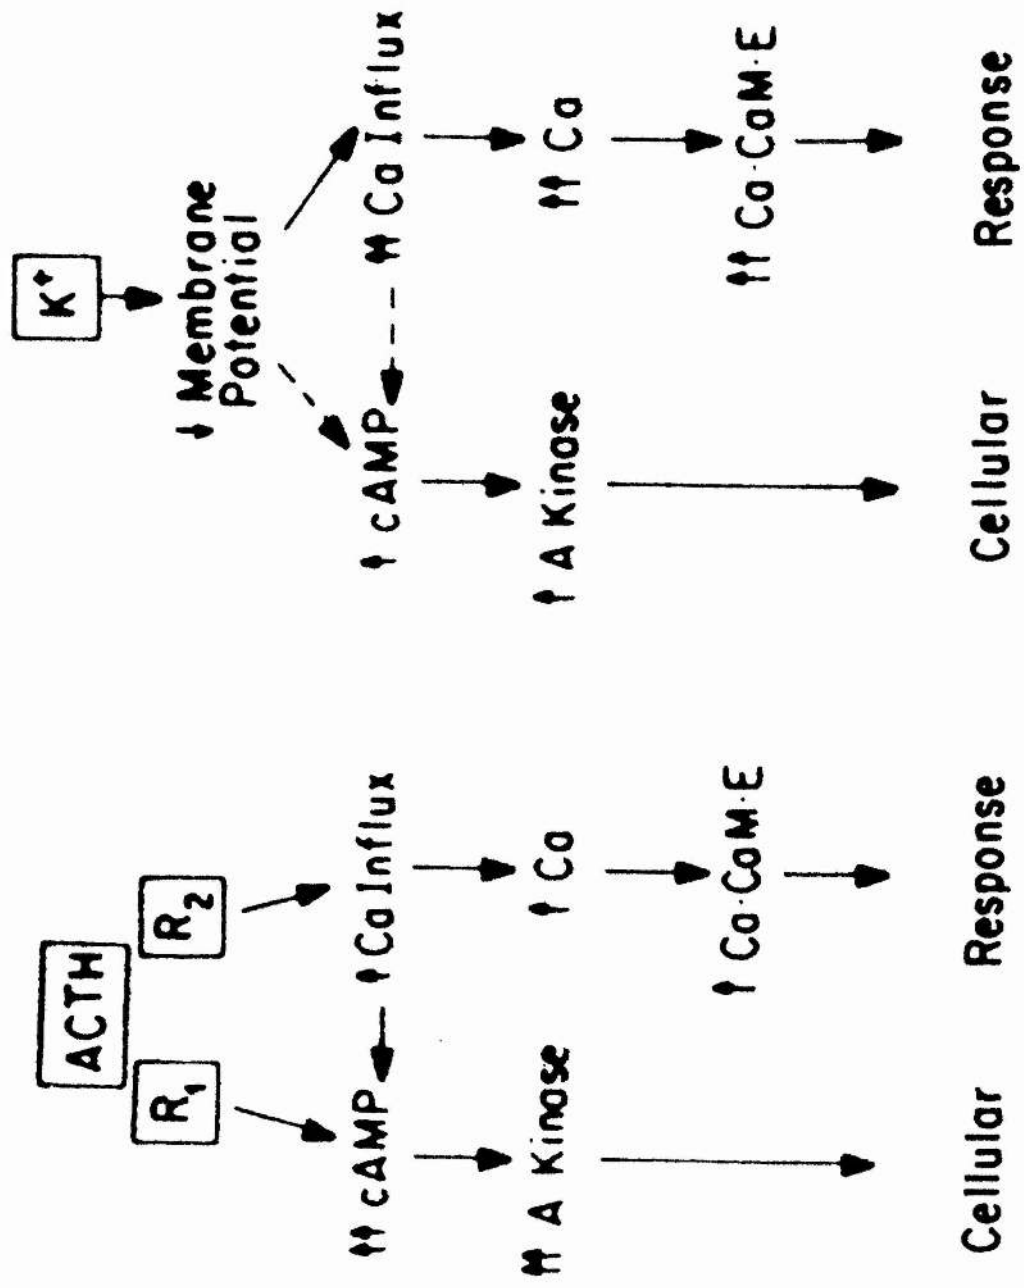 ACTH
R₁ R₂
↑↑ cAMP ← ↑ Ca Influx
↑↑ A Kinase ↑ Ca
↑ Ca·CaM·E
Cellular Response
K⁺
↓ Membrane
Potential
↑ cAMP ← ↑↑ Ca Influx
↑ A Kinase ↑↑ Ca
↑↑ Ca·CaM·E
Cellular Response